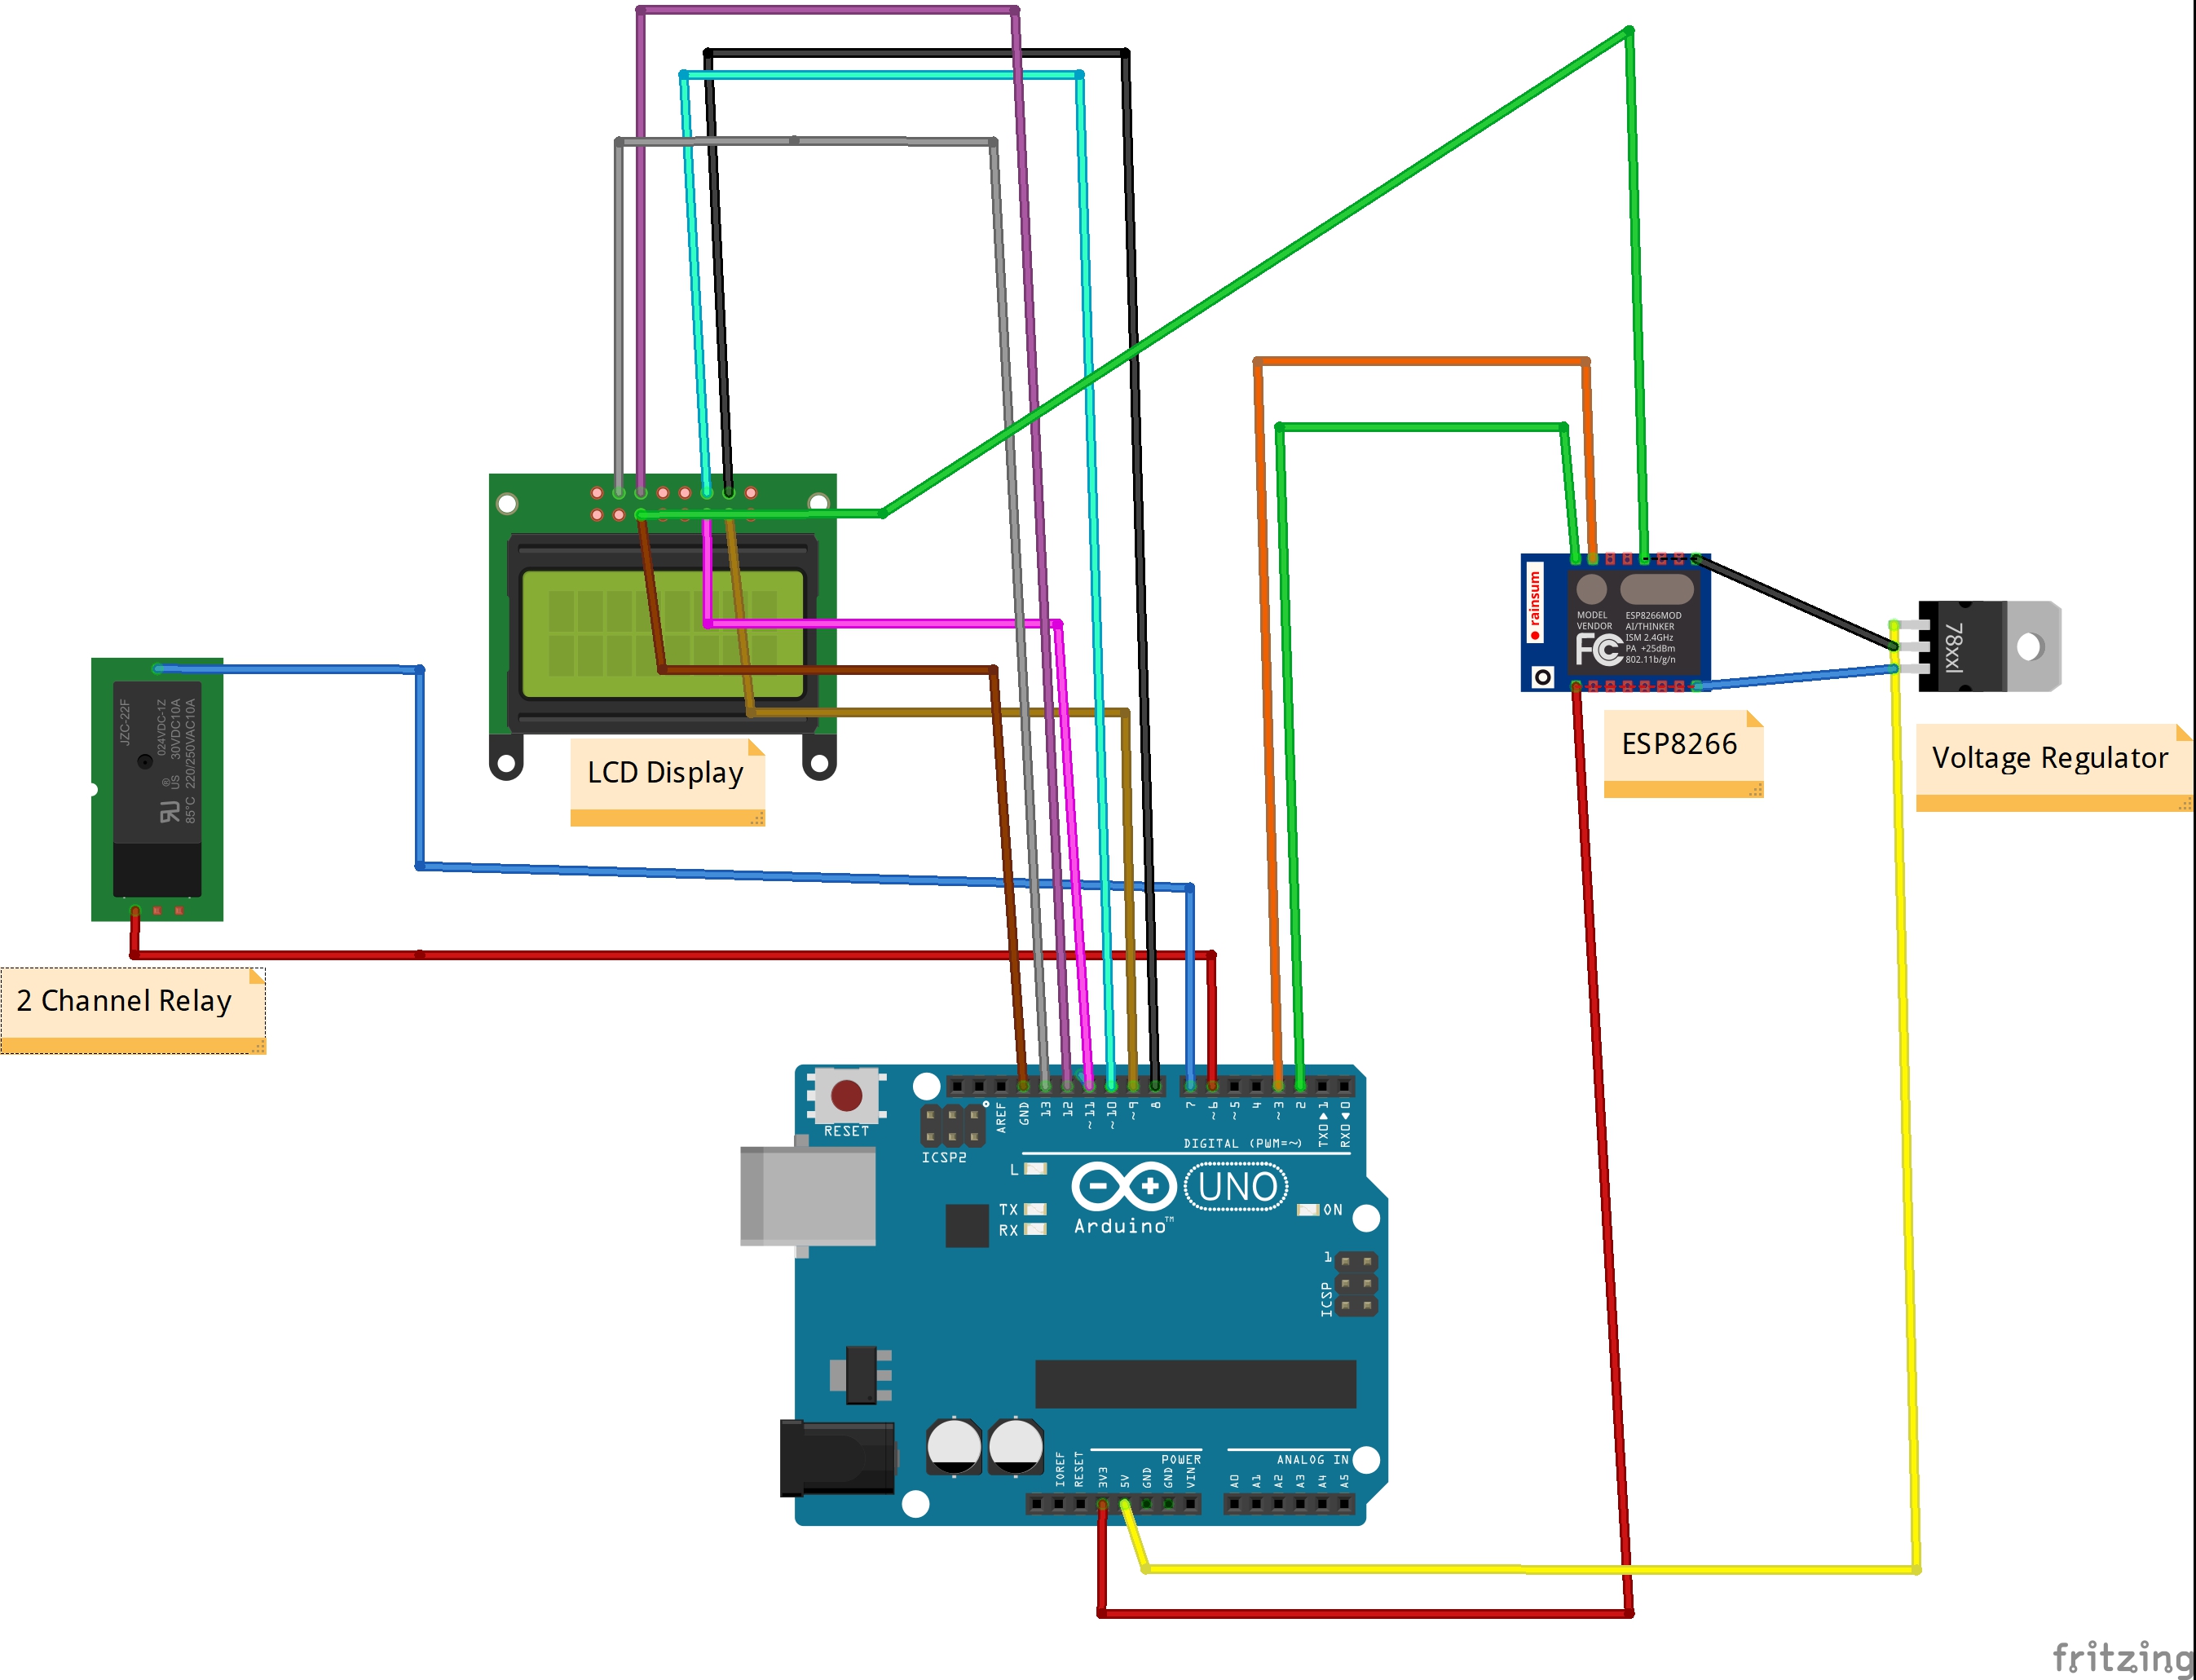 LCD Display
2 Channel Relay
ESP8266
Voltage Regulator
JZC-22F
024VDC-1Z
30VDC10A
220/250VAC10A
85°C
US
®
rainsum
MODEL
VENDOR
ESP8266MOD
AI/THINKER
ISM 2.4GHz
PA +25dBm
802.11b/g/n
FC
78xxl
RESET
ICSP2
AREF
GND
13
12
~11
~10
~9
8
7
~6
~5
4
~3
2
TX0▶1
RX0◀0
DIGITAL (PWM=~)
L
TX
RX
Arduino™
UNO
ON
1
ICSP
IOREF
RESET
3V3
5V
GND
GND
VIN
POWER
ANALOG IN
A0
A1
A2
A3
A4
A5
fritzing